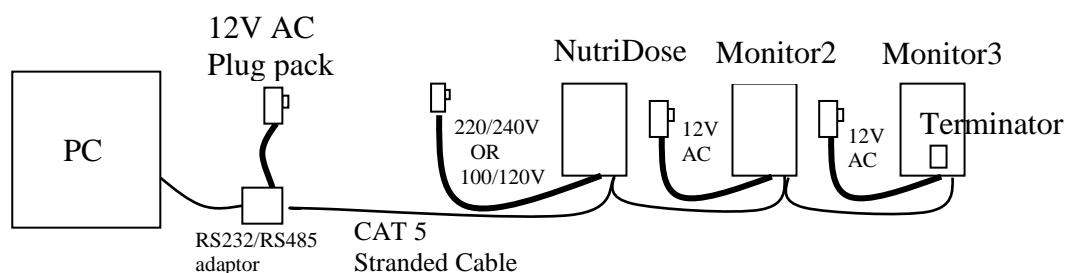 12V AC
Plug pack
NutriDose
Monitor2
Monitor3
PC
220/240V
OR
100/120V
12V
AC
12V
AC
Terminator
RS232/RS485
adaptor
CAT 5
Stranded Cable